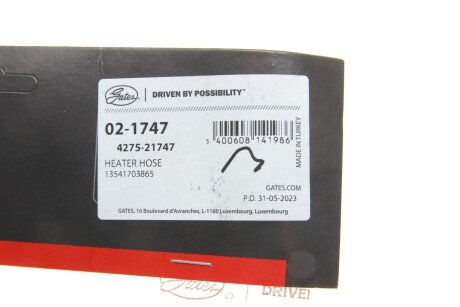 Gates | DRIVEN BY POSSIBILITY™
02-1747
4275-21747
HEATER HOSE
13541703865
5 400608 141986
MADE IN TURKEY
GATES.COM
P.D. 31-05-2023
GATES, 16 Boulevard d'Avranches, L-1160 Luxembourg, Luxembourg
Gates | DRIVE